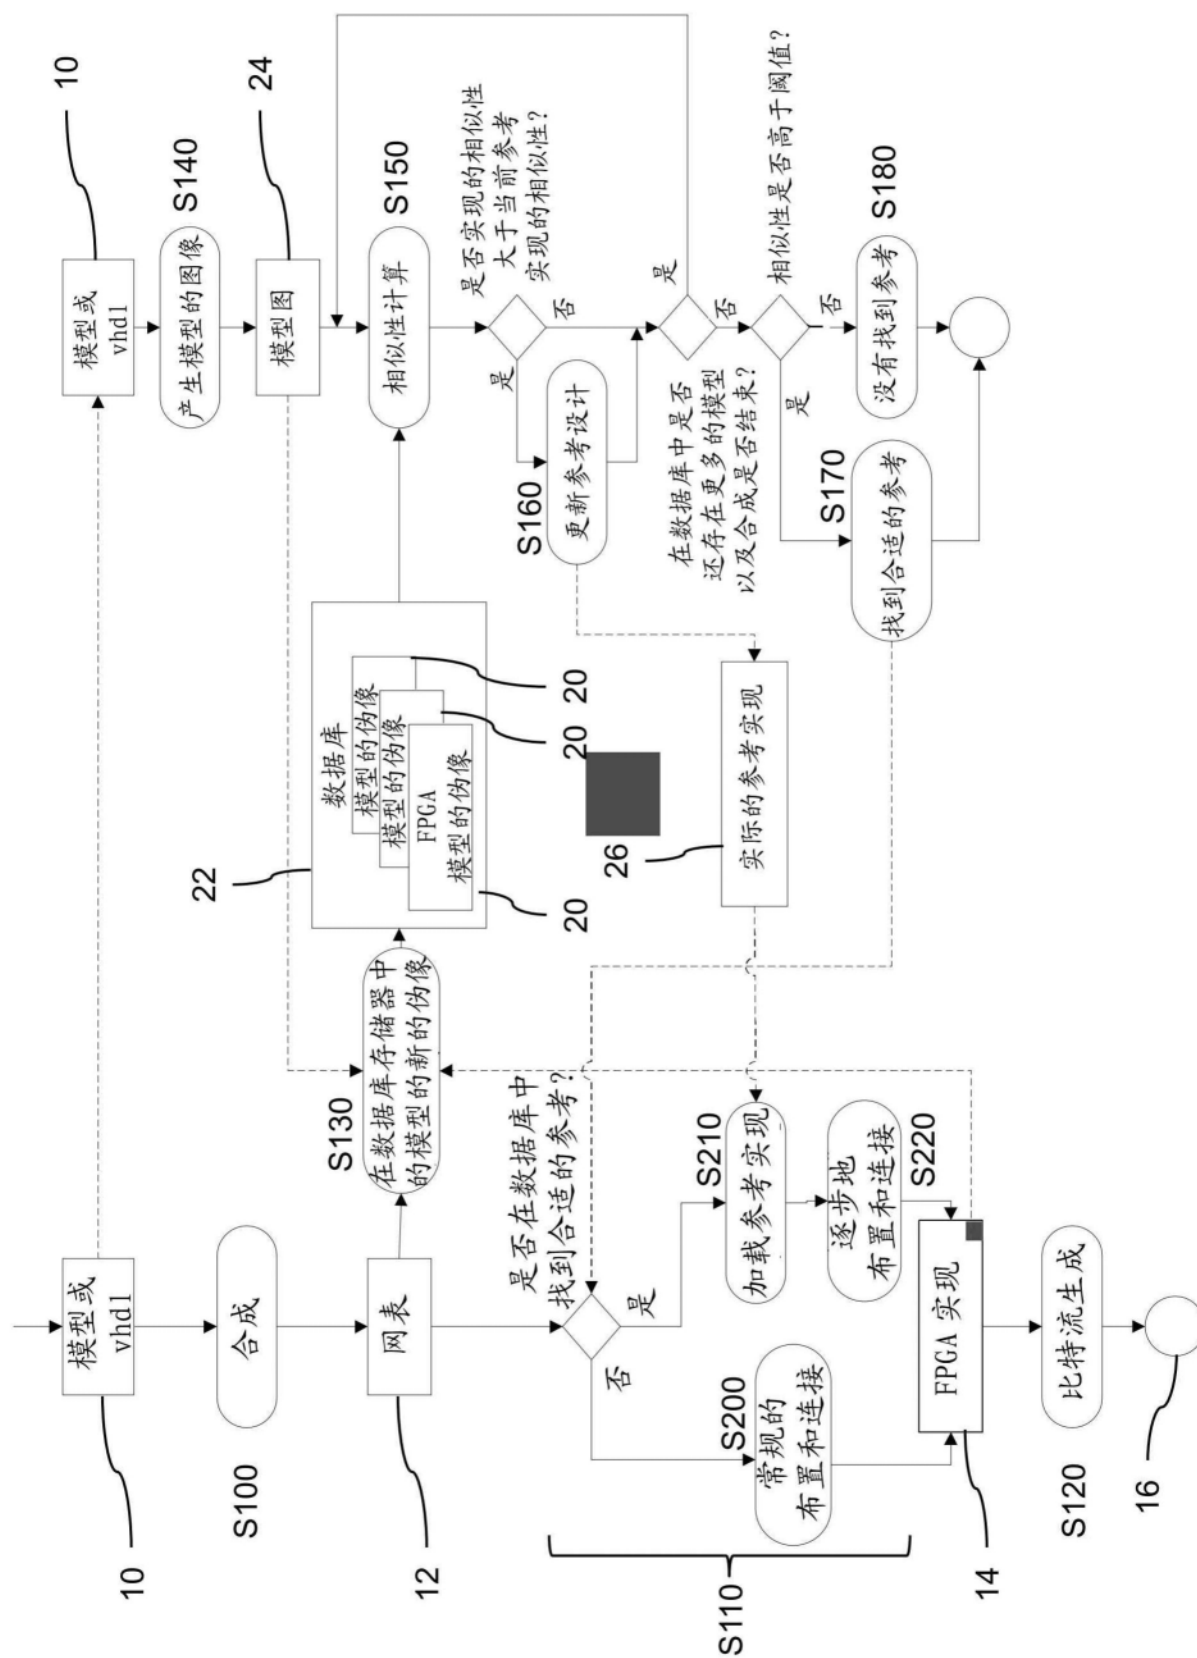 10
模型或
vhdl
S140
产生模型的图像
24
模型图
S150
相似性计算
是否实现的相似性
大于当前参考
实现的相似性?
否
是
S160
更新参考设计
在数据库中是否
还存在更多的模型
以及合成是否结束?
是
否
相似性是否高于阈值?
是
否
S170
找到合适的参考
S180
没有找到参考
22
数据库
模型的伪像
模型的伪像
FPGA
模型的伪像
20
20
20
26
实际的参考实现
10
模型或
vhdl
S100
合成
12
网表
S130
在数据库存储器中
的模型的新的伪像
是否在数据库中
找到合适的参考?
否
是
S110
S200
常规的
布置和连接
S210
加载参考实现
S220
逐步地
布置和连接
14
FPGA 实现
S120
比特流生成
16